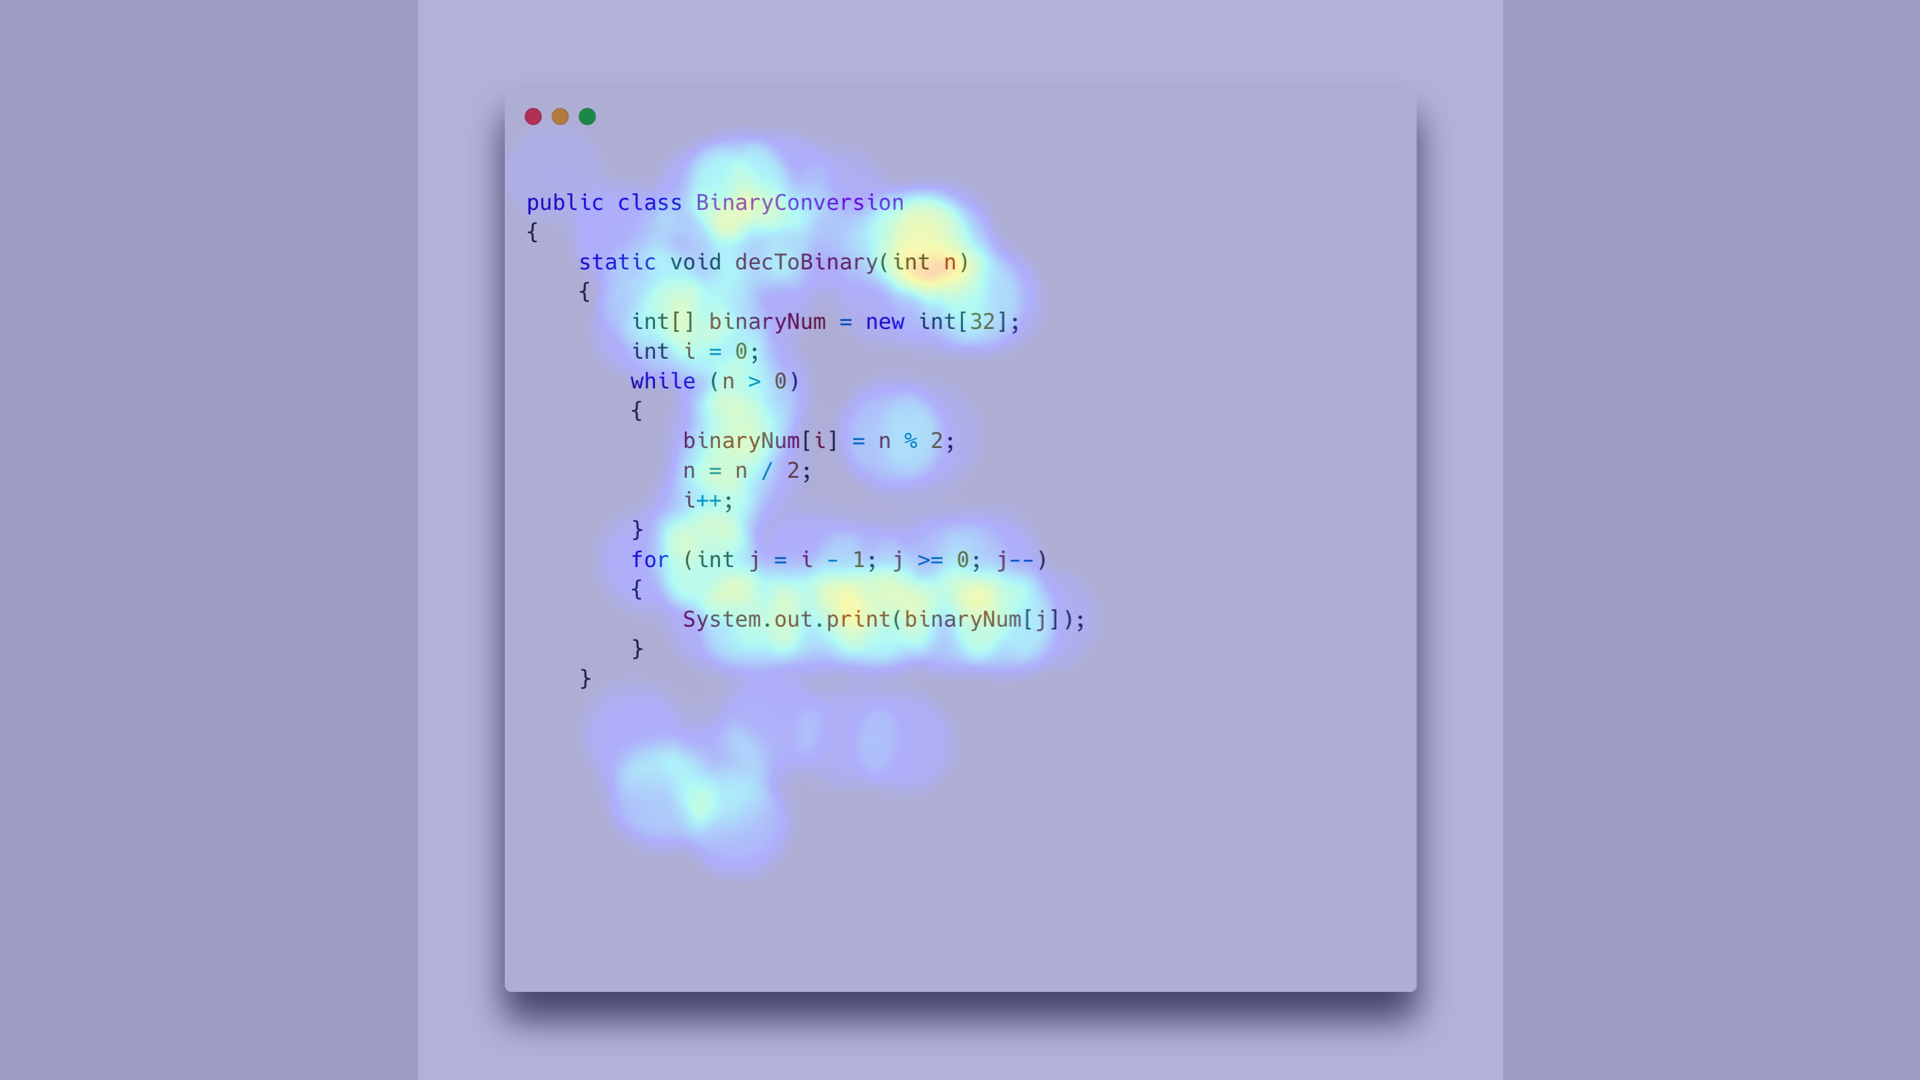 public class BinaryConversion
{
    static void decToBinary(int n)
    {
        int[] binaryNum = new int[32];
        int i = 0;
        while (n > 0)
        {
            binaryNum[i] = n % 2;
            n = n / 2;
            i++;
        }
        for (int j = i - 1; j >= 0; j--)
        {
            System.out.print(binaryNum[j]);
        }
    }